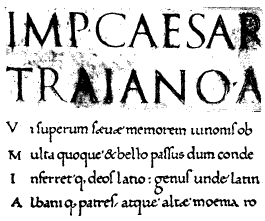 IMP·CAESAR
TRAIANO·A
V i superum sæuæ memorem iunonis ob
M ulta quoque & bello passus dum conde
I nferretq. deos latio: genus unde latin
A lbaniq. patres, atque altæ moenia ro